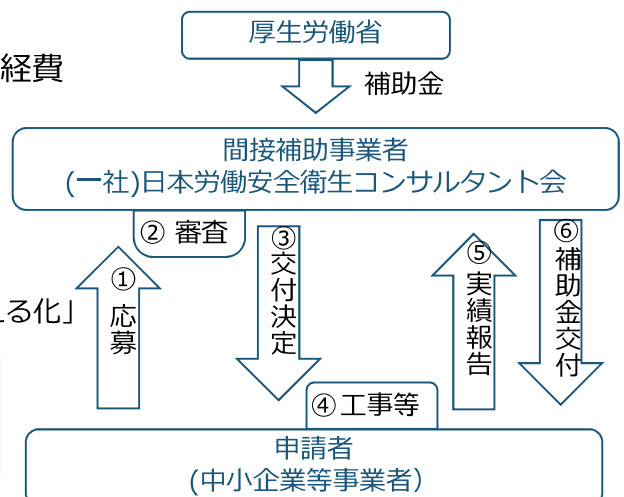 厚生労働省
経費
補助金
間接補助事業者
(一社)日本労働安全衛生コンサルタント会
② 審査
①応募
③交付決定
⑤実績報告
⑥補助金交付
える化」
④工事等
申請者
(中小企業等事業者）